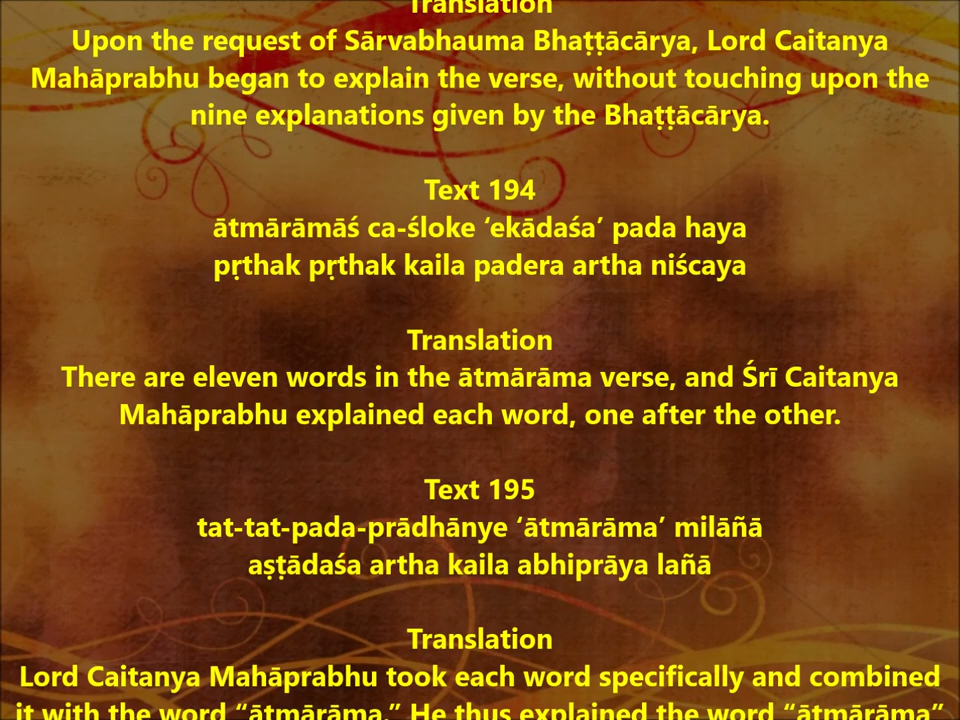 Translation
Upon the request of Sārvabhauma Bhaṭṭācārya, Lord Caitanya
Mahāprabhu began to explain the verse, without touching upon the
nine explanations given by the Bhaṭṭācārya.
Text 194
ātmārāmāś ca-śloke ‘ekādaśa’ pada haya
pṛthak pṛthak kaila padera artha niścaya
Translation
There are eleven words in the ātmārāma verse, and Śrī Caitanya
Mahāprabhu explained each word, one after the other.
Text 195
tat-tat-pada-prādhānye ‘ātmārāma’ milāñā
aṣṭādaśa artha kaila abhiprāya lañā
Translation
Lord Caitanya Mahāprabhu took each word specifically and combined
it with the word “ātmārāma.” He thus explained the word “ātmārāma”